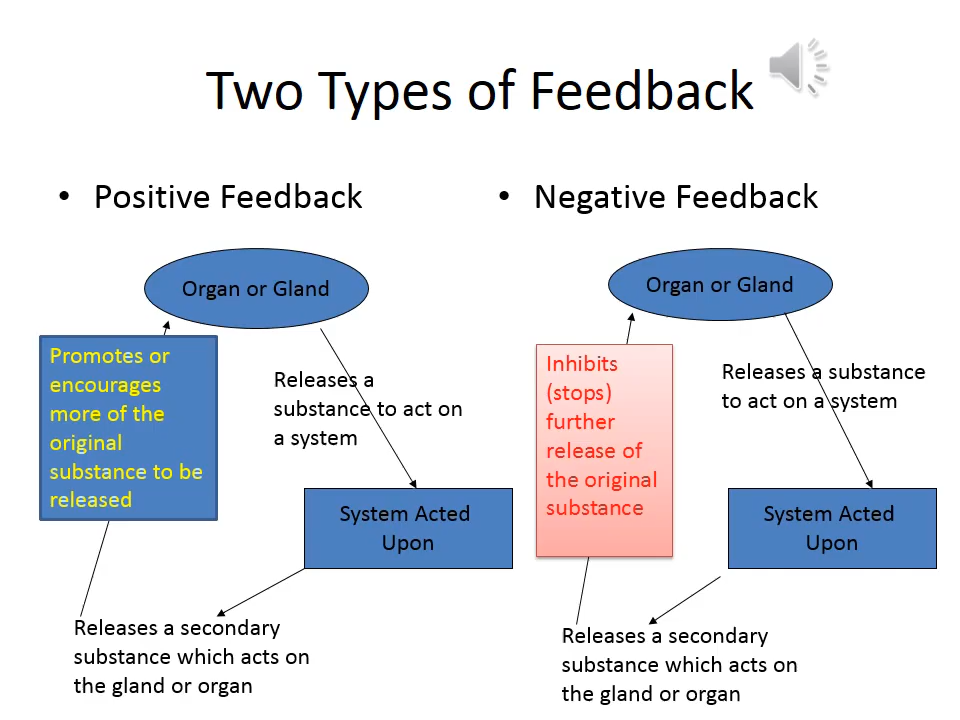 Two Types of Feedback
• Positive Feedback
Organ or Gland
Promotes or
encourages
more of the
original
substance to be
released
Releases a
substance to act on
a system
System Acted
Upon
Releases a secondary
substance which acts on
the gland or organ
• Negative Feedback
Organ or Gland
Inhibits
(stops)
further
release of
the original
substance
Releases a substance
to act on a system
System Acted
Upon
Releases a secondary
substance which acts on
the gland or organ